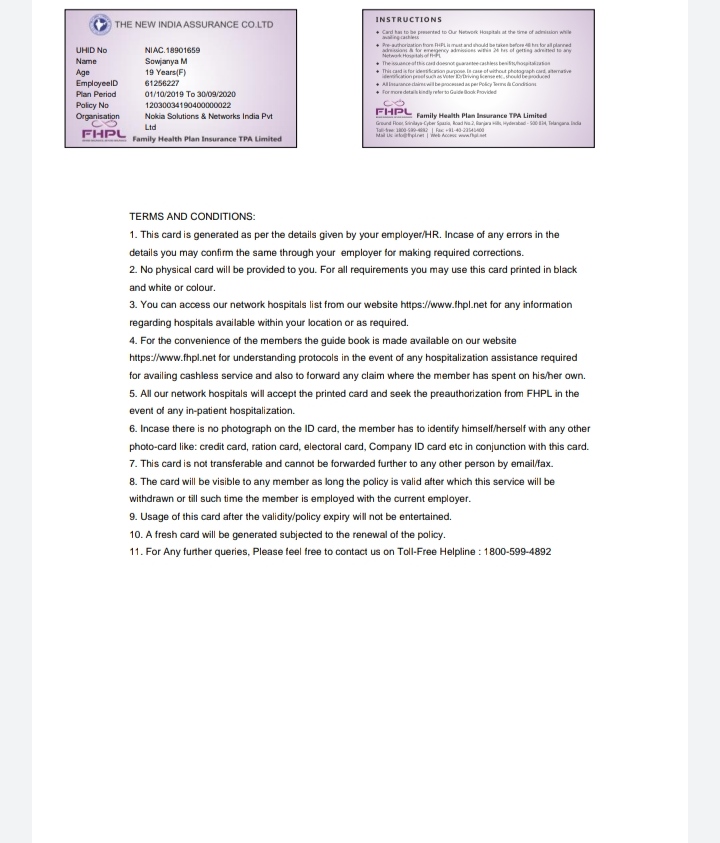 THE NEW INDIA ASSURANCE CO.LTD
UHID No NIAC.18901659
Name Sowjanya M
Age 19 Years(F)
EmployeeID 61256227
Plan Period 01/10/2019 To 30/09/2020
Policy No 12030034190400000022
Organisation Nokia Solutions & Networks India Pvt
Ltd
FHPL Family Health Plan Insurance TPA Limited
INSTRUCTIONS
Card has to be presented to Our Network Hospitals at the time of admission while
availing cashless
Pre-authorization from FHPL is must and should be taken before 48 hrs for all planned
admissions & for emergency admissions within 24 hrs of getting admitted to any
Network Hospitals of FHPL
The issuance of this card doesnot guarantee cashless benifits/hospitalization
This card is for identification purpose. In case of without photograph card, alternative
identification proof such as Voter ID/Driving license etc., should be produced
All insurance claims will be processed as per Policy Terms & Conditions
For more details kindly refer to Guide Book Provided
FHPL Family Health Plan Insurance TPA Limited
Ground Floor, Srinilaya Cyber Spazio, Road No.2, Banjara Hills, Hyderabad - 500 034, Telangana. India
Toll-free: 1800-599-4892 | Fax: +91-40-23541400
Mail Us: info@fhpl.net | Web Access: www.fhpl.net
TERMS AND CONDITIONS:
1. This card is generated as per the details given by your employer/HR. Incase of any errors in the
details you may confirm the same through your employer for making required corrections.
2. No physical card will be provided to you. For all requirements you may use this card printed in black
and white or colour.
3. You can access our network hospitals list from our website https://www.fhpl.net for any information
regarding hospitals available within your location or as required.
4. For the convenience of the members the guide book is made available on our website
https://www.fhpl.net for understanding protocols in the event of any hospitalization assistance required
for availing cashless service and also to forward any claim where the member has spent on his/her own.
5. All our network hospitals will accept the printed card and seek the preauthorization from FHPL in the
event of any in-patient hospitalization.
6. Incase there is no photograph on the ID card, the member has to identify himself/herself with any other
photo-card like: credit card, ration card, electoral card, Company ID card etc in conjunction with this card.
7. This card is not transferable and cannot be forwarded further to any other person by email/fax.
8. The card will be visible to any member as long the policy is valid after which this service will be
withdrawn or till such time the member is employed with the current employer.
9. Usage of this card after the validity/policy expiry will not be entertained.
10. A fresh card will be generated subjected to the renewal of the policy.
11. For Any further queries, Please feel free to contact us on Toll-Free Helpline : 1800-599-4892